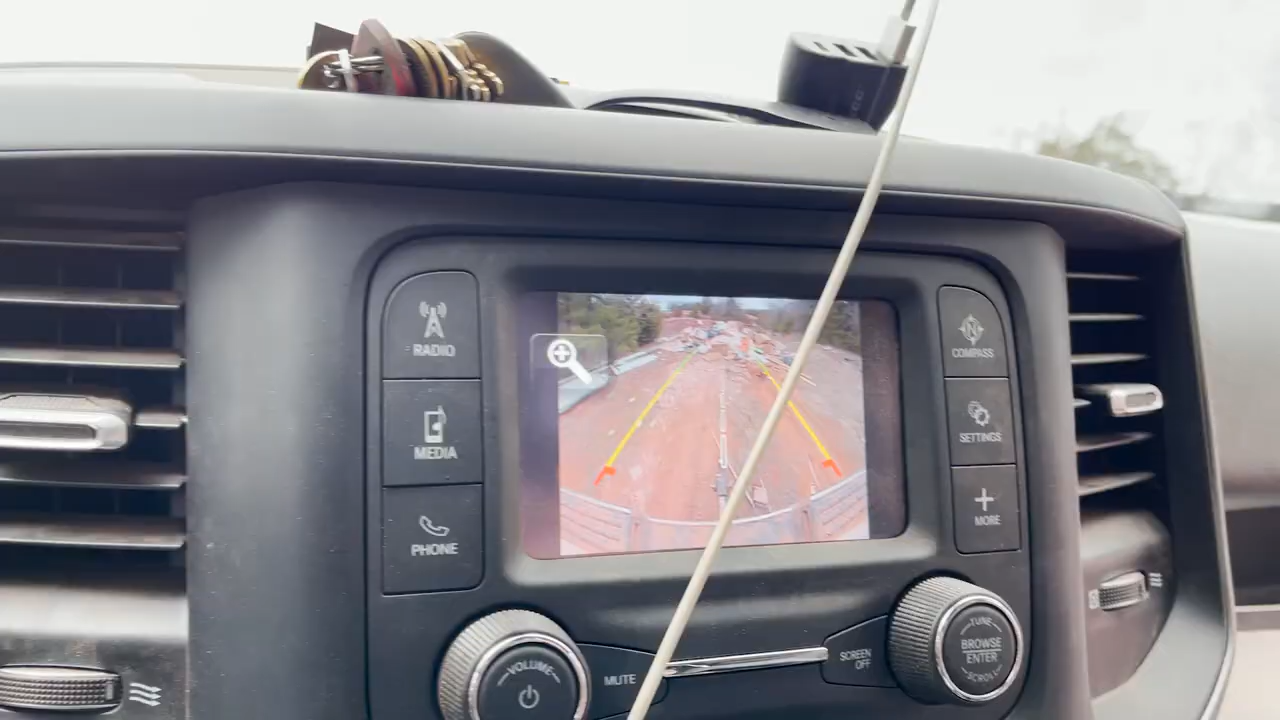 RADIO
MEDIA
PHONE
COMPASS
SETTINGS
MORE
VOLUME
MUTE
SCREEN
OFF
TUNE
BROWSE
ENTER
SCROLL